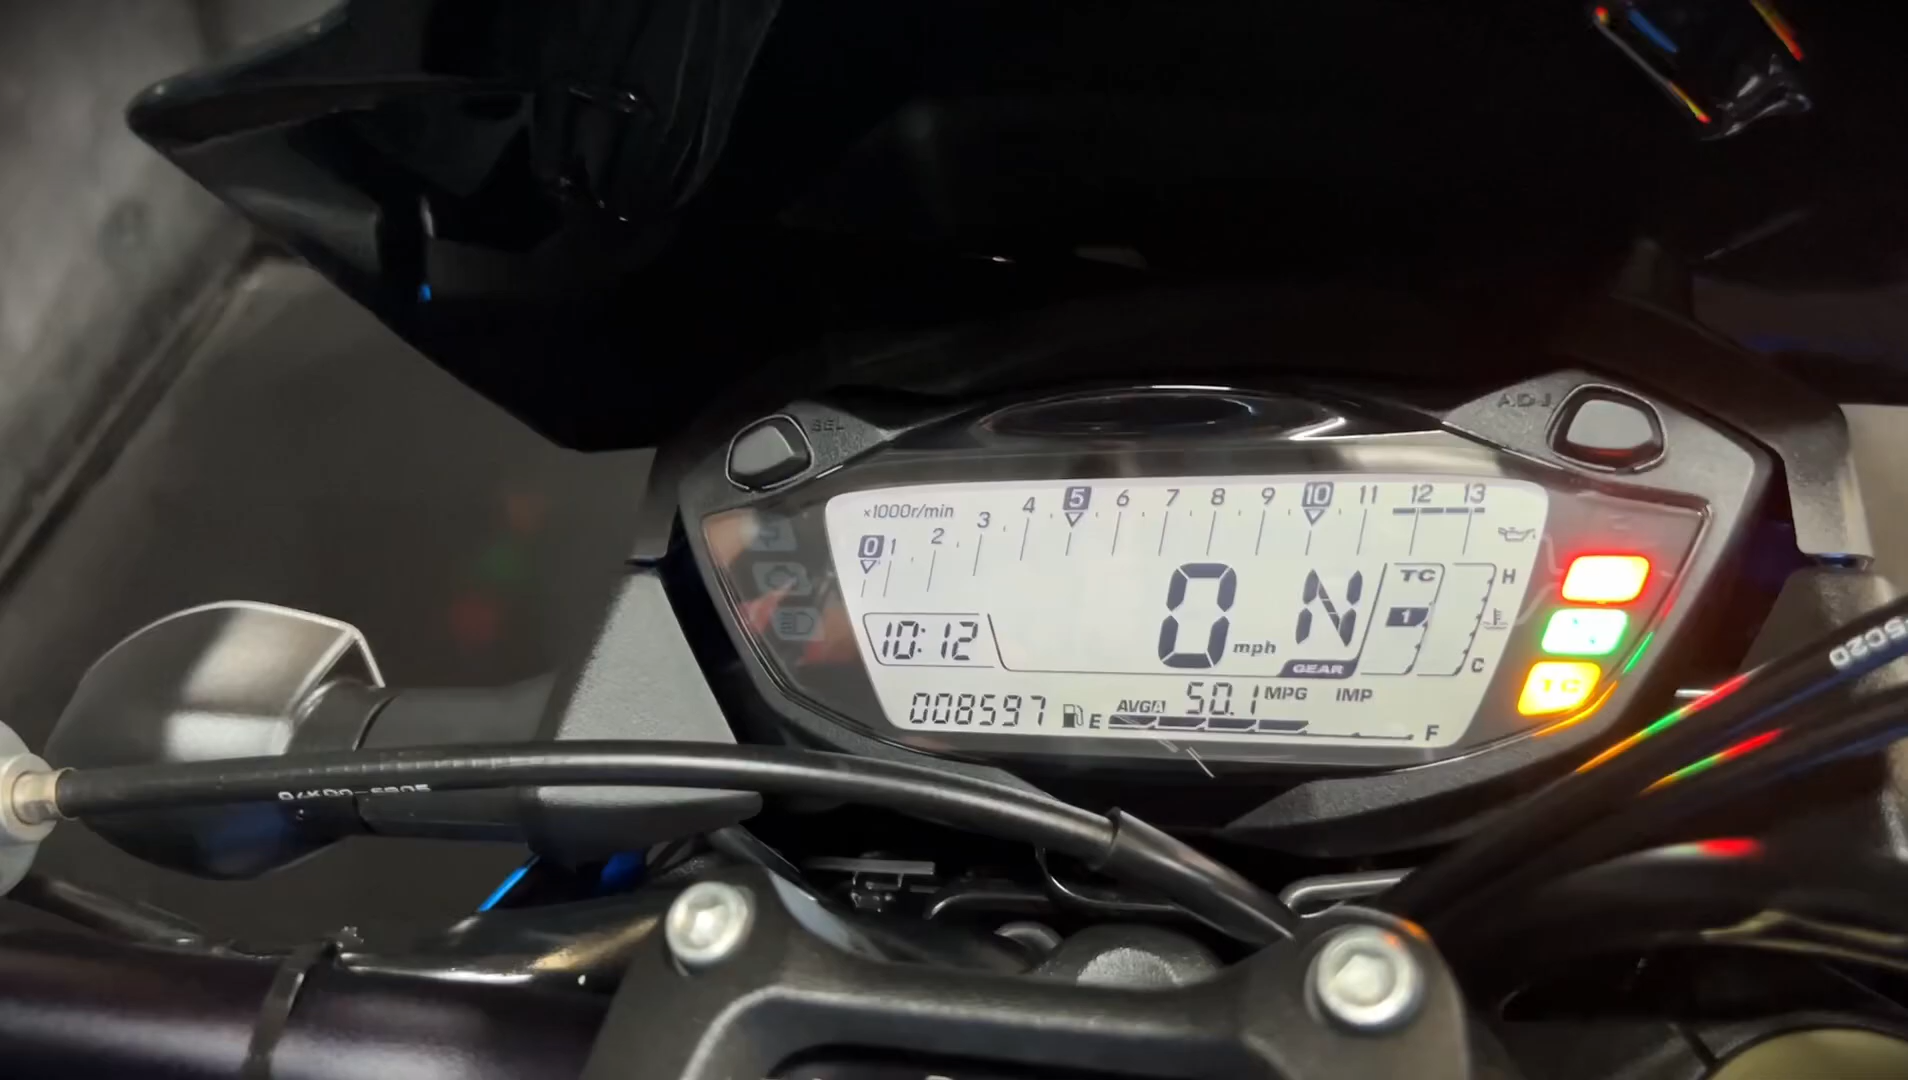 SEL
ADJ
×1000r/min
0 1 2 3 4 5 6 7 8 9 10 11 12 13
10:12
0 mph
N
GEAR
TC
1
H
C
008597
AVG A 50.1 MPG IMP
E
F
N
TC